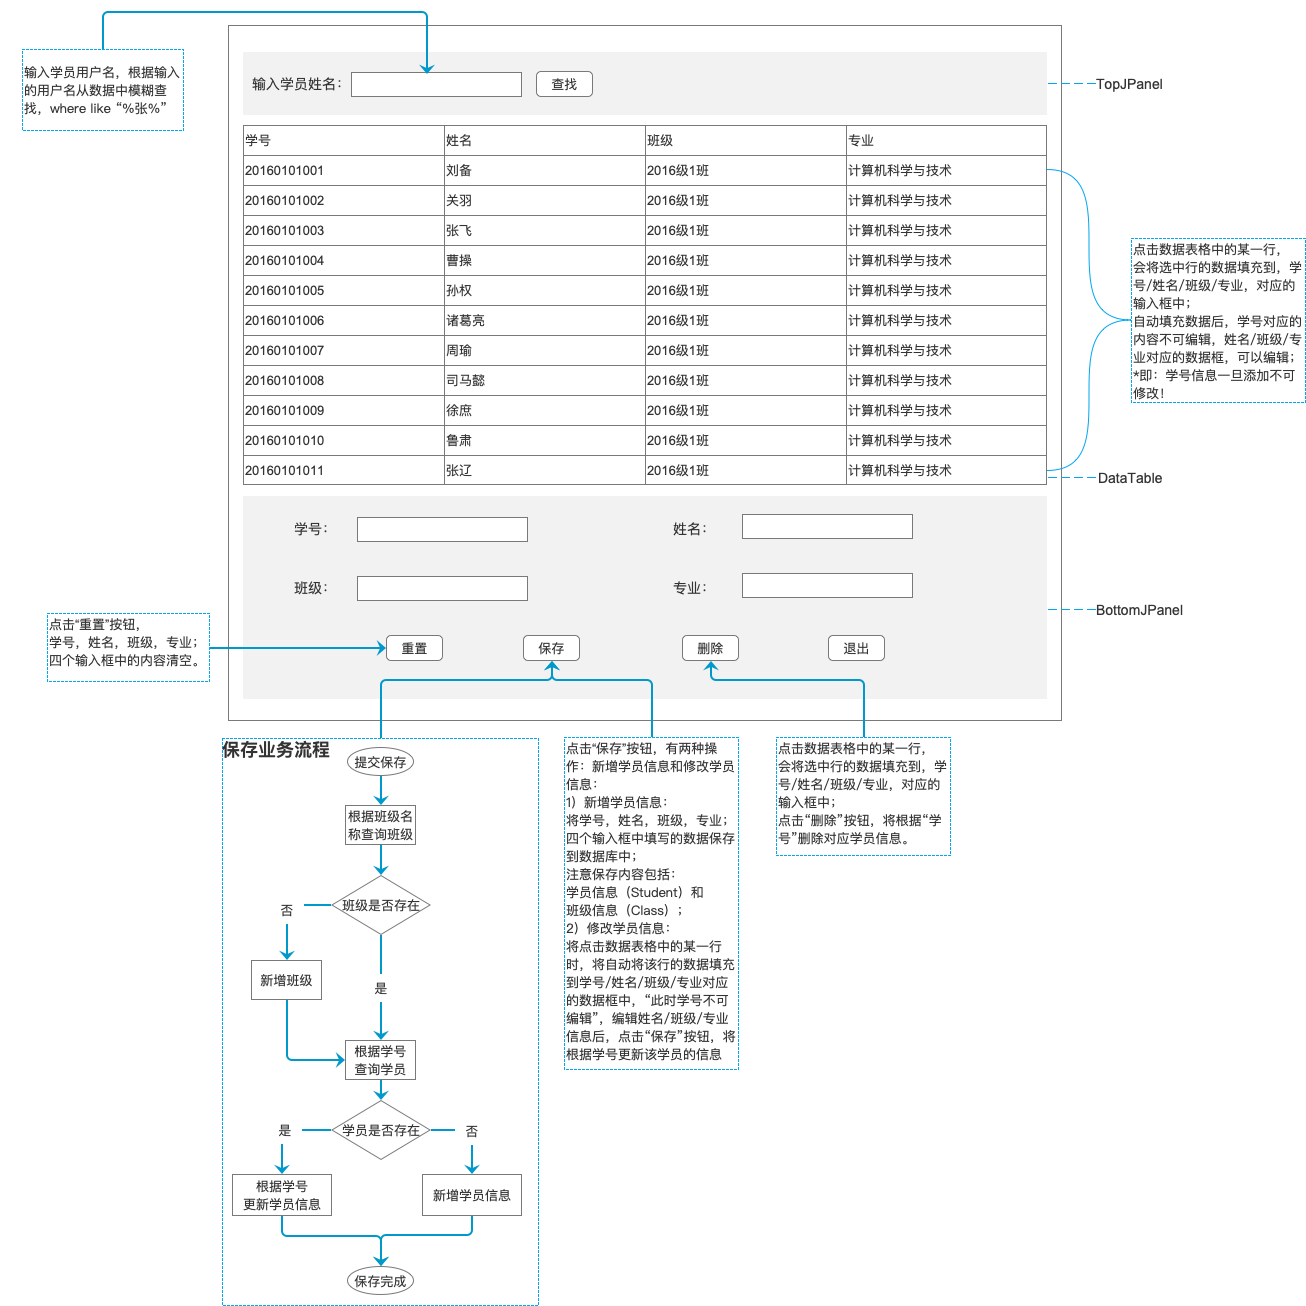 输入学员用户名，根据输入
的用户名从数据中模糊查
找，where like “%张%”
输入学员姓名：
查找
TopJPanel
学号 姓名 班级 专业
20160101001 刘备 2016级1班 计算机科学与技术
20160101002 关羽 2016级1班 计算机科学与技术
20160101003 张飞 2016级1班 计算机科学与技术
20160101004 曹操 2016级1班 计算机科学与技术
20160101005 孙权 2016级1班 计算机科学与技术
20160101006 诸葛亮 2016级1班 计算机科学与技术
20160101007 周瑜 2016级1班 计算机科学与技术
20160101008 司马懿 2016级1班 计算机科学与技术
20160101009 徐庶 2016级1班 计算机科学与技术
20160101010 鲁肃 2016级1班 计算机科学与技术
20160101011 张辽 2016级1班 计算机科学与技术
点击数据表格中的某一行，
会将选中行的数据填充到，学
号/姓名/班级/专业，对应的
输入框中；
自动填充数据后，学号对应的
内容不可编辑，姓名/班级/专
业对应的数据框，可以编辑；
*即：学号信息一旦添加不可
修改！
DataTable
学号：
姓名：
班级：
专业：
BottomJPanel
点击“重置”按钮，
学号，姓名，班级，专业；
四个输入框中的内容清空。
重置
保存
删除
退出
保存业务流程
提交保存
根据班级名
称查询班级
班级是否存在
否
新增班级
是
根据学号
查询学员
学员是否存在
是
否
根据学号
更新学员信息
新增学员信息
保存完成
点击“保存”按钮，有两种操
作：新增学员信息和修改学员
信息：
1）新增学员信息：
将学号，姓名，班级，专业；
四个输入框中填写的数据保存
到数据库中；
注意保存内容包括：
学员信息（Student）和
班级信息（Class）；
2）修改学员信息：
将点击数据表格中的某一行
时，将自动将该行的数据填充
到学号/姓名/班级/专业对应
的数据框中，“此时学号不可
编辑”，编辑姓名/班级/专业
信息后，点击“保存”按钮，将
根据学号更新该学员的信息
点击数据表格中的某一行，
会将选中行的数据填充到，学
号/姓名/班级/专业，对应的
输入框中；
点击“删除”按钮，将根据“学
号”删除对应学员信息。